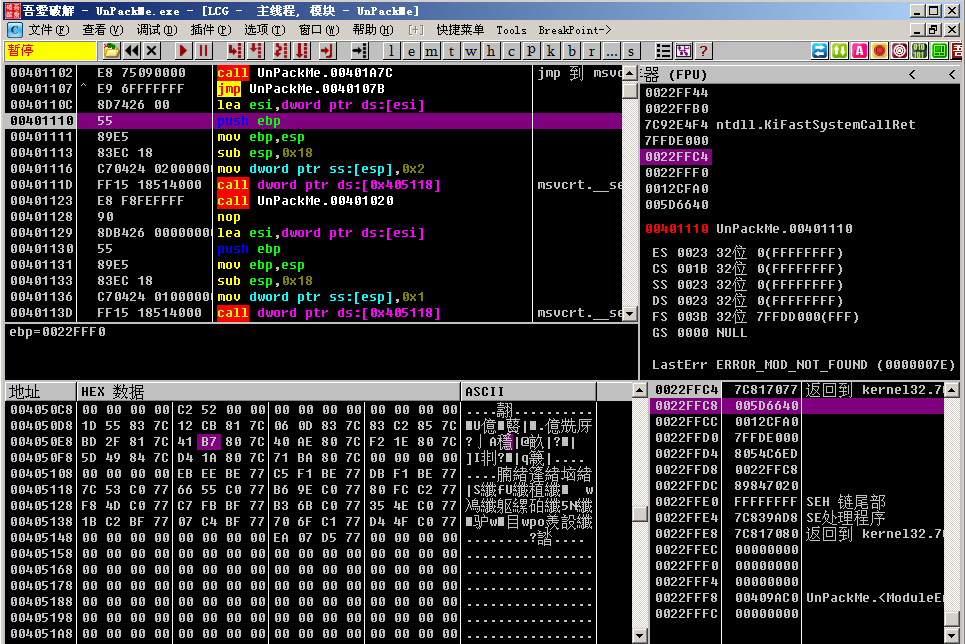 吾愛破解 - UnPackMe.exe - [LCG - 主线程, 模块 - UnPackMe]
文件(F) 查看(V) 调试(D) 插件(P) 选项(T) 窗口(W) 帮助(H) [+] 快捷菜单 Tools BreakPoint->
暂停 l e m t w h c P k b r ... s ?
00401102 E8 75090000 call UnPackMe.00401A7C jmp 到 msvc
00401107 ^ E9 6FFFFFFF jmp UnPackMe.0040107B
0040110C 8D7426 00 lea esi,dword ptr ds:[esi]
00401110 55 push ebp
00401111 89E5 mov ebp,esp
00401113 83EC 18 sub esp,0x18
00401116 C70424 0200000 mov dword ptr ss:[esp],0x2
0040111D FF15 18514000 call dword ptr ds:[0x405118] msvcrt.__se
00401123 E8 F8FEFFFF call UnPackMe.00401020
00401128 90 nop
00401129 8DB426 0000000 lea esi,dword ptr ds:[esi]
00401130 55 push ebp
00401131 89E5 mov ebp,esp
00401133 83EC 18 sub esp,0x18
00401136 C70424 0100000 mov dword ptr ss:[esp],0x1
0040113D FF15 18514000 call dword ptr ds:[0x405118] msvcrt.__se
ebp=0022FFF0
器 (FPU) < <
0022FF44
0022FFB0
7C92E4F4 ntdll.KiFastSystemCallRet
7FFDE000
0022FFC4
0022FFF0
0012CFA0
005D6640
00401110 UnPackMe.00401110
ES 0023 32位 0(FFFFFFFF)
CS 001B 32位 0(FFFFFFFF)
SS 0023 32位 0(FFFFFFFF)
DS 0023 32位 0(FFFFFFFF)
FS 003B 32位 7FFDD000(FFF)
GS 0000 NULL
LastErr ERROR_MOD_NOT_FOUND (0000007E)
地址 HEX 数据 ASCII
004050C8 00 00 00 00 C2 52 00 00 00 00 00 00 00 00 00 00
004050D8 1D 55 83 7C 12 CB 81 7C 06 0D 83 7C 83 C2 85 7C
004050E8 BD 2F 81 7C 41 B7 80 7C 40 AE 80 7C F2 1E 80 7C
004050F8 5D 49 84 7C D4 1A 80 7C 71 BA 80 7C 00 00 00 00
00405108 00 00 00 00 EB EE BE 77 C5 F1 BE 77 DB F1 BE 77
00405118 7C 53 C0 77 66 55 C0 77 B6 9E C0 77 80 FC C2 77
00405128 F8 4D C0 77 C7 FB BF 77 B3 6B C0 77 35 4E C0 77
00405138 1B C2 BF 77 07 C4 BF 77 70 6F C1 77 D4 4F C0 77
00405148 00 00 00 00 EA 07 D5 77 00 00 00 00 00 00 00 00
00405158 00 00 00 00 00 00 00 00 00 00 00 00 00 00 00 00 ................
00405168 00 00 00 00 00 00 00 00 00 00 00 00 00 00 00 00 ................
00405178 00 00 00 00 00 00 00 00 00 00 00 00 00 00 00 00 ................
00405188 00 00 00 00 00 00 00 00 00 00 00 00 00 00 00 00 ................
00405198 00 00 00 00 00 00 00 00 00 00 00 00 00 00 00 00 ................
004051A8 00 00 00 00 00 00 00 00 00 00 00 00 00 00 00 00 ................
0022FFC4 7C817077 返回到 kernel32.7
0022FFC8 005D6640
0022FFCC 0012CFA0
0022FFD0 7FFDE000
0022FFD4 8054C6ED
0022FFD8 0022FFC8
0022FFDC 89847020
0022FFE0 FFFFFFFF SEH 链尾部
0022FFE4 7C839AD8 SE处理程序
0022FFE8 7C817080 返回到 kernel32.7
0022FFEC 00000000
0022FFF0 00000000
0022FFF4 00000000
0022FFF8 00409AC0 UnPackMe.<ModuleE
0022FFFC 00000000